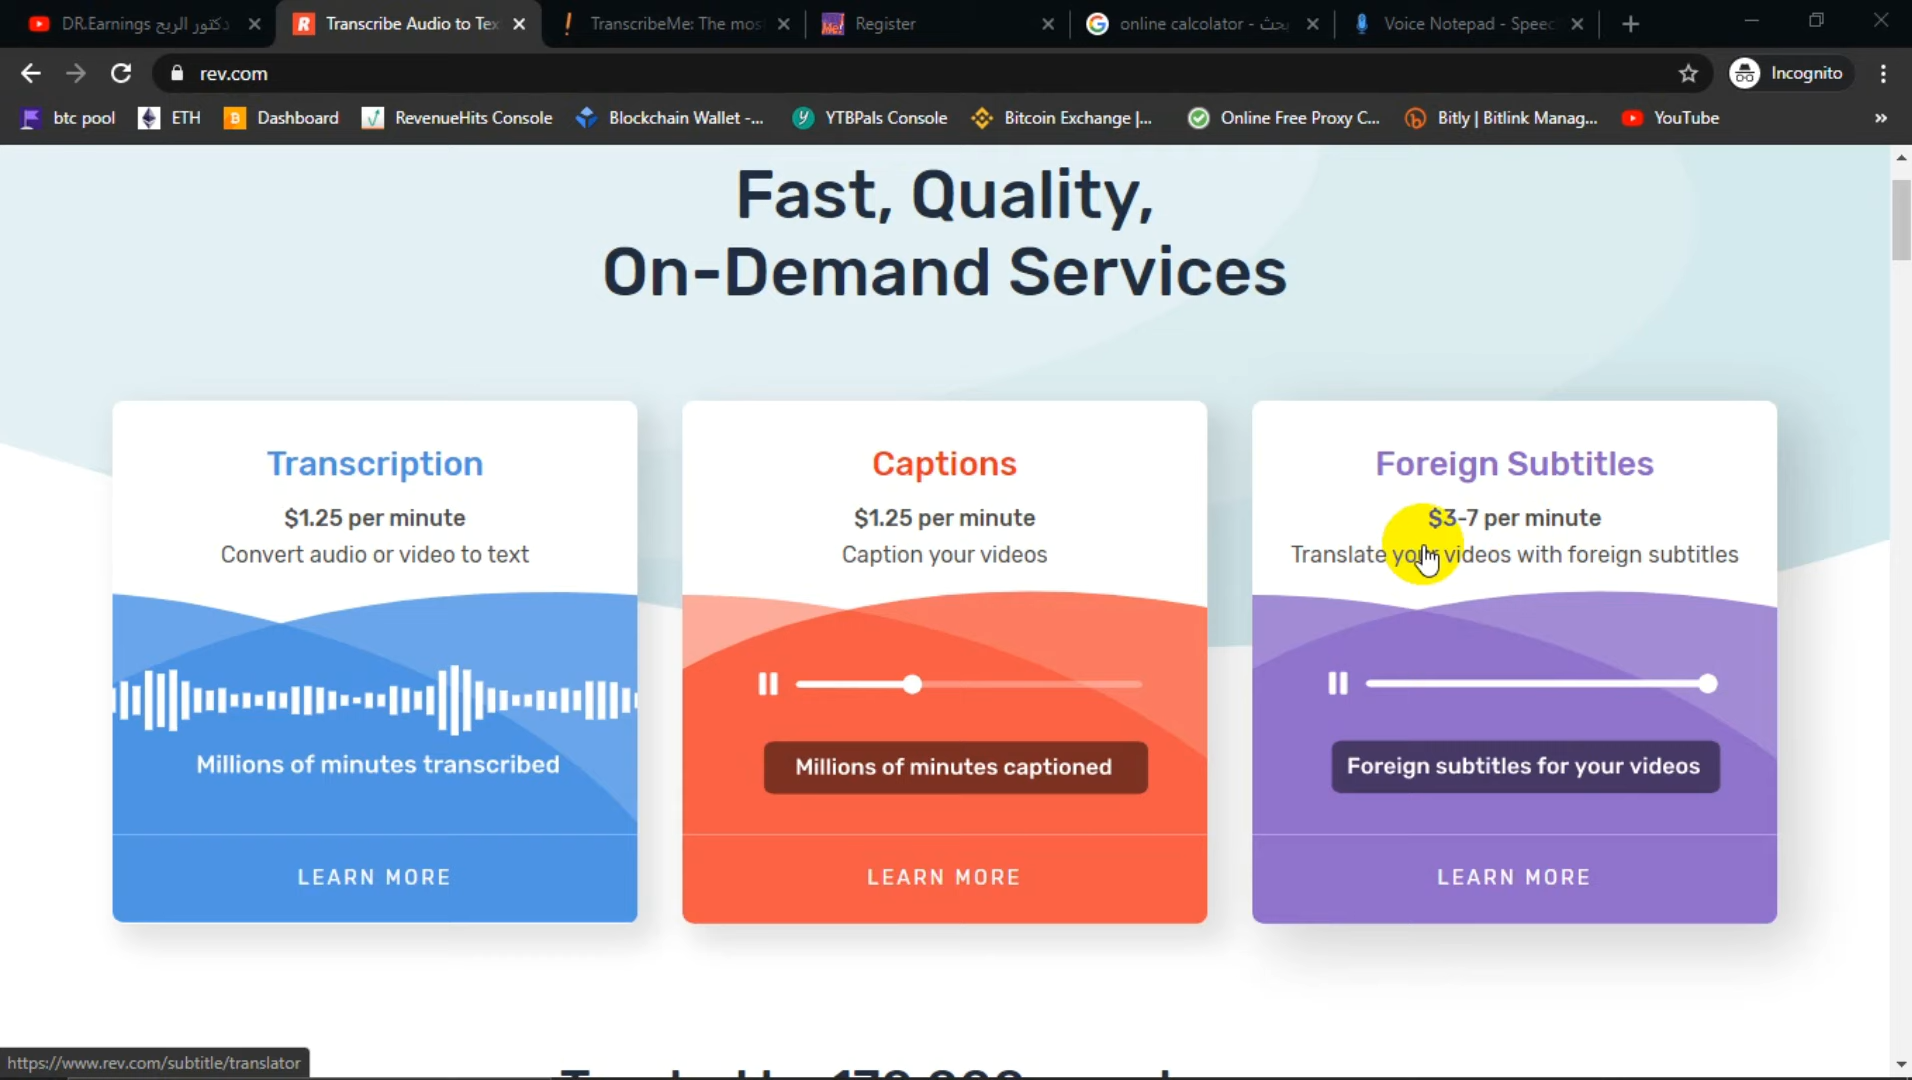 DR.Earnings دكتور الربح
Transcribe Audio to Tex
TranscribeMe: The mos
Register
online calcolator - بحث
Voice Notepad - Speec
rev.com
Incognito
btc pool
ETH
Dashboard
RevenueHits Console
Blockchain Wallet -...
YTBPals Console
Bitcoin Exchange |...
Online Free Proxy C...
Bitly | Bitlink Manag...
YouTube
»
Fast, Quality,
On-Demand Services
Transcription
$1.25 per minute
Convert audio or video to text
Millions of minutes transcribed
LEARN MORE
Captions
$1.25 per minute
Caption your videos
Millions of minutes captioned
LEARN MORE
Foreign Subtitles
$3-7 per minute
Translate your videos with foreign subtitles
Foreign subtitles for your videos
LEARN MORE
https://www.rev.com/subtitle/translator